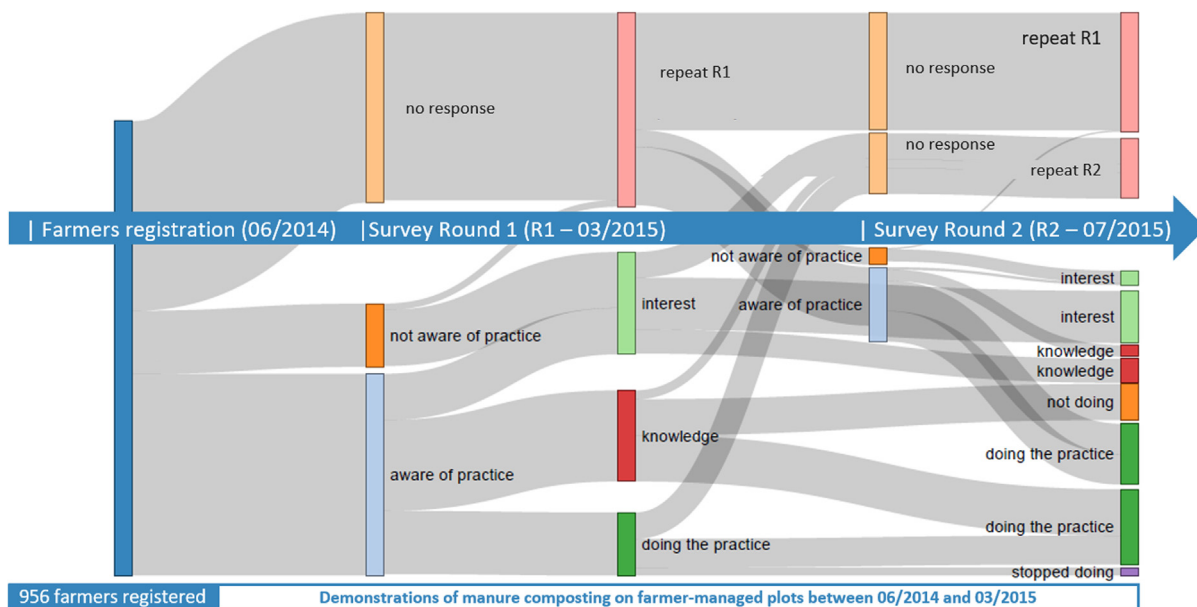 repeat R1
no response
repeat R1
no response
no response
repeat R2
| Farmers registration (06/2014)
|Survey Round 1 (R1 – 03/2015)
| Survey Round 2 (R2 – 07/2015)
not aware of practice
interest
interest
aware of practice
interest
not aware of practice
knowledge
knowledge
not doing
knowledge
doing the practice
aware of practice
doing the practice
doing the practice
stopped doing
956 farmers registered
Demonstrations of manure composting on farmer-managed plots between 06/2014 and 03/2015